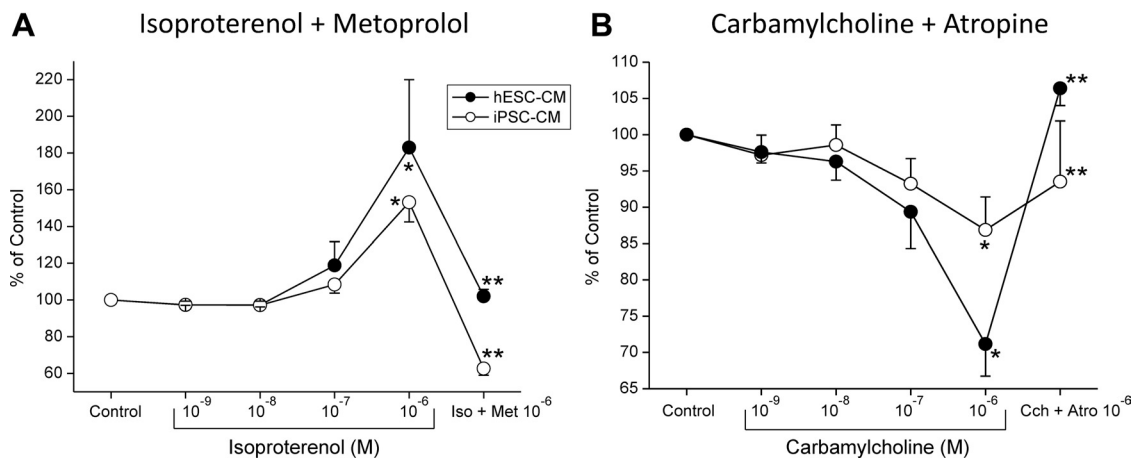 A
Isoproterenol + Metoprolol
% of Control
220
200
180
160
140
120
100
80
60
hESC-CM
iPSC-CM
*
*
**
**
Control
10⁻⁹
10⁻⁸
10⁻⁷
10⁻⁶
Iso + Met 10⁻⁶
Isoproterenol (M)
B
Carbamylcholine + Atropine
% of Control
110
105
100
95
90
85
80
75
70
65
**
**
*
*
Control
10⁻⁹
10⁻⁸
10⁻⁷
10⁻⁶
Cch + Atro 10⁻⁶
Carbamylcholine (M)